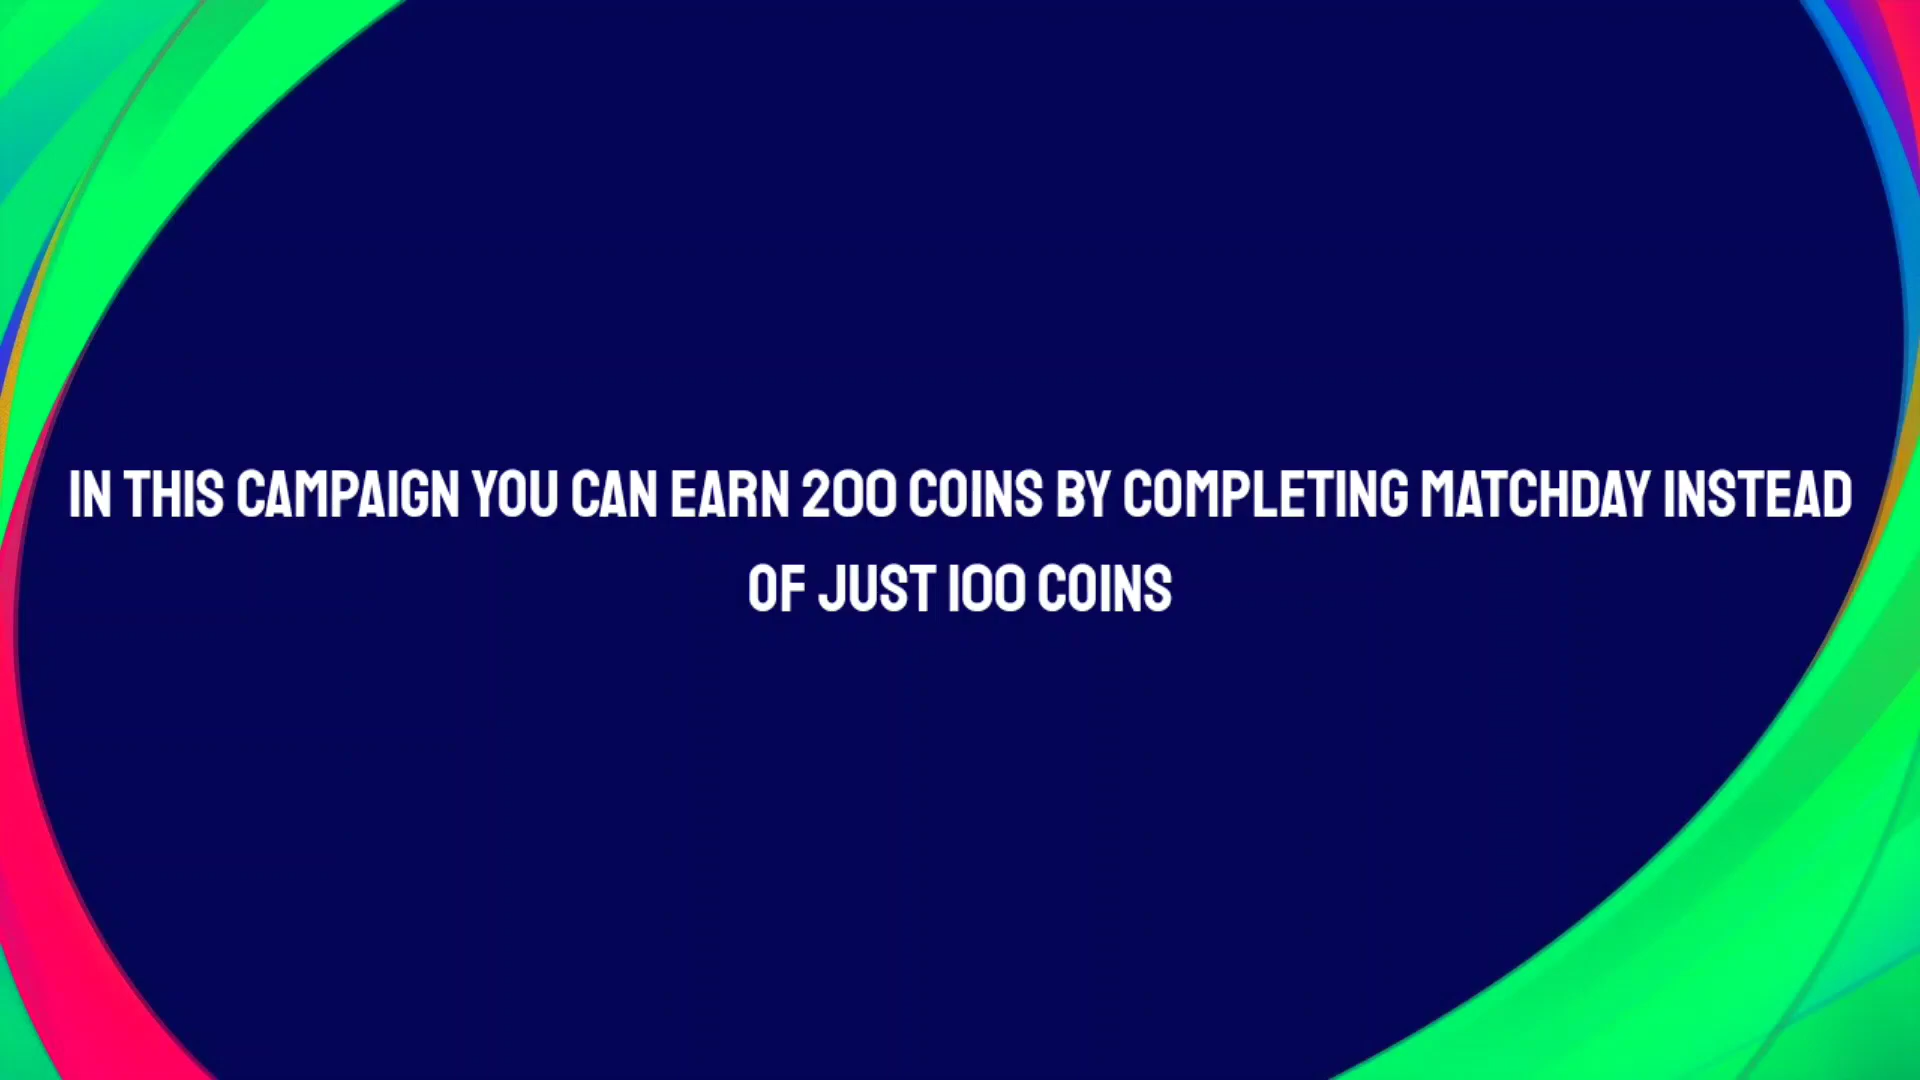 IN THIS CAMPAIGN YOU CAN EARN 200 COINS BY COMPLETING MATCHDAY INSTEAD
OF JUST 100 COINS